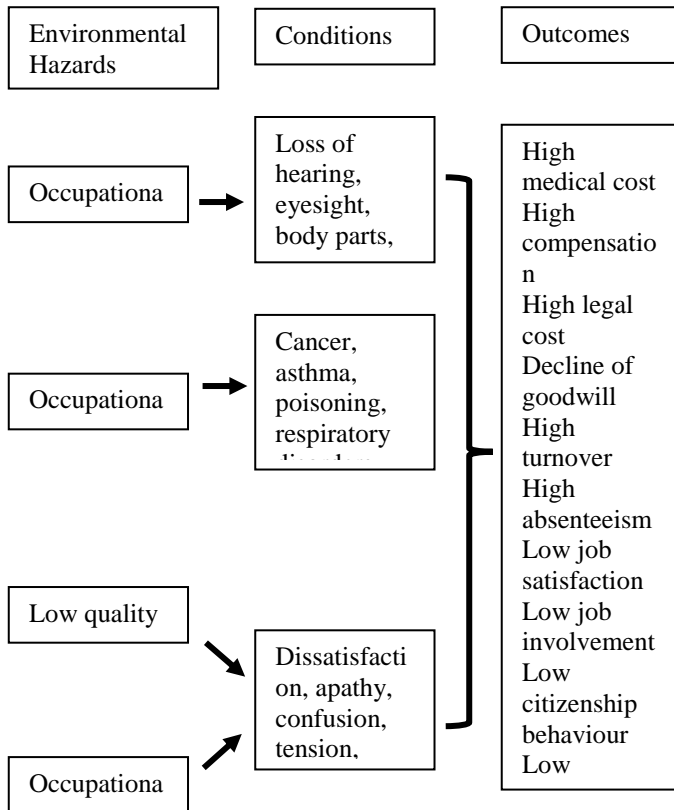 Environmental
Hazards
Conditions
Outcomes
Occupationa
Loss of
hearing,
eyesight,
body parts,
Occupationa
Cancer,
asthma,
poisoning,
respiratory
Low quality
Occupationa
Dissatisfacti
on, apathy,
confusion,
tension,
High
medical cost
High
compensatio
n
High legal
cost
Decline of
goodwill
High
turnover
High
absenteeism
Low job
satisfaction
Low job
involvement
Low
citizenship
behaviour
Low